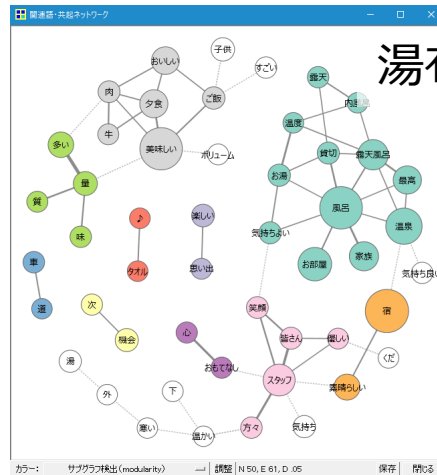 関連語・共起ネットワーク
湯
子供
おいしい
すごい
肉
夕食
ご飯
牛
美味しい
ボリューム
多い
量
質
味
露天
内風呂
温度
貸切
露天風呂
お湯
最高
風呂
温泉
気持ちよい
お部屋
家族
気持ち良い
♪
タオル
楽しい
思い出
車
道
次
機会
心
おもてなし
笑顔
皆さん
優しい
宿
くだ
スタッフ
素晴らしい
湯
外
寒い
下
温かい
方々
気持ち
カラー: サブグラフ検出 (modularity) 調整 N 50, E 61, D .05 保存 閉じる